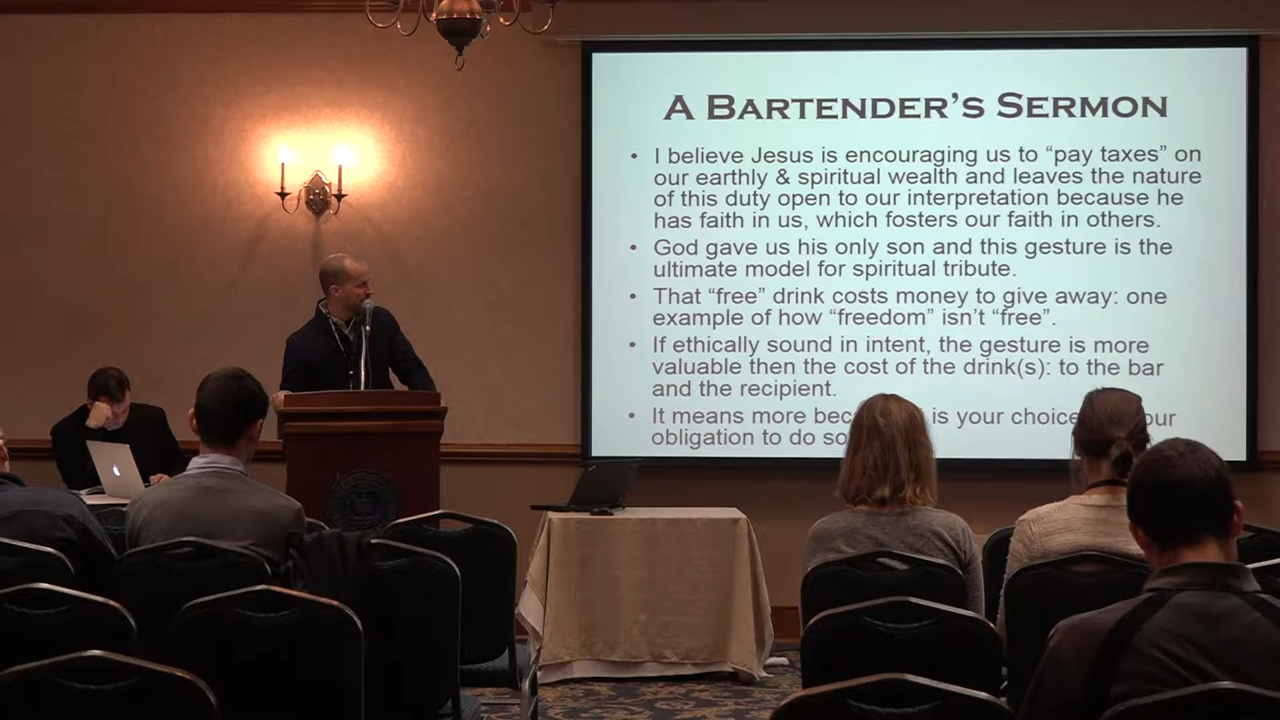 A Bartender's Sermon
• I believe Jesus is encouraging us to “pay taxes” on
our earthly & spiritual wealth and leaves the nature
of this duty open to our interpretation because he
has faith in us, which fosters our faith in others.
• God gave us his only son and this gesture is the
ultimate model for spiritual tribute.
• That “free” drink costs money to give away: one
example of how “freedom” isn’t “free”.
• If ethically sound in intent, the gesture is more
valuable then the cost of the drink(s): to the bar
and the recipient.
• It means more is your choice
obligation to do so